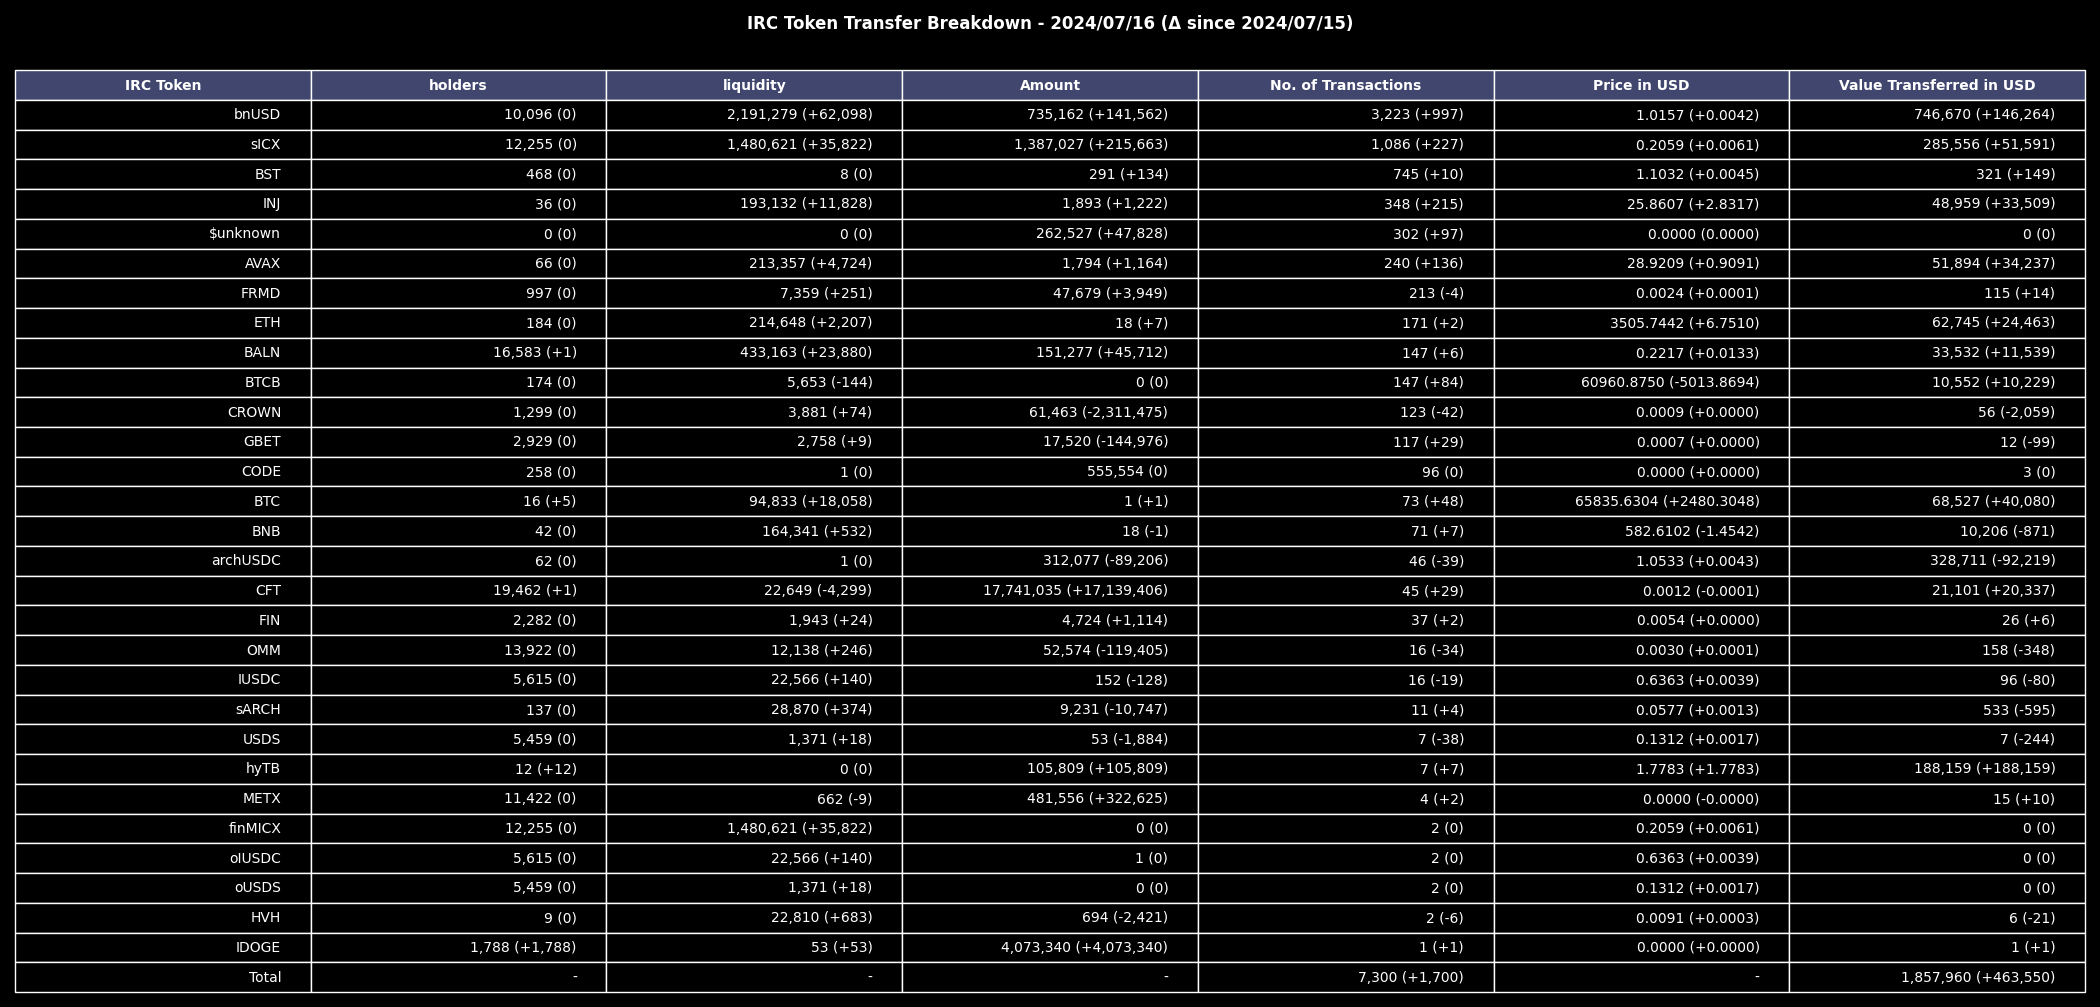 IRC Token Transfer Breakdown - 2024/07/16 (Δ since 2024/07/15)
IRC Token holders liquidity Amount No. of Transactions Price in USD Value Transferred in USD
bnUSD 10,096 (0) 2,191,279 (+62,098) 735,162 (+141,562) 3,223 (+997) 1.0157 (+0.0042) 746,670 (+146,264)
sICX 12,255 (0) 1,480,621 (+35,822) 1,387,027 (+215,663) 1,086 (+227) 0.2059 (+0.0061) 285,556 (+51,591)
BST 468 (0) 8 (0) 291 (+134) 745 (+10) 1.1032 (+0.0045) 321 (+149)
INJ 36 (0) 193,132 (+11,828) 1,893 (+1,222) 348 (+215) 25.8607 (+2.8317) 48,959 (+33,509)
$unknown 0 (0) 0 (0) 262,527 (+47,828) 302 (+97) 0.0000 (0.0000) 0 (0)
AVAX 66 (0) 213,357 (+4,724) 1,794 (+1,164) 240 (+136) 28.9209 (+0.9091) 51,894 (+34,237)
FRMD 997 (0) 7,359 (+251) 47,679 (+3,949) 213 (-4) 0.0024 (+0.0001) 115 (+14)
ETH 184 (0) 214,648 (+2,207) 18 (+7) 171 (+2) 3505.7442 (+6.7510) 62,745 (+24,463)
BALN 16,583 (+1) 433,163 (+23,880) 151,277 (+45,712) 147 (+6) 0.2217 (+0.0133) 33,532 (+11,539)
BTCB 174 (0) 5,653 (-144) 0 (0) 147 (+84) 60960.8750 (-5013.8694) 10,552 (+10,229)
CROWN 1,299 (0) 3,881 (+74) 61,463 (-2,311,475) 123 (-42) 0.0009 (+0.0000) 56 (-2,059)
GBET 2,929 (0) 2,758 (+9) 17,520 (-144,976) 117 (+29) 0.0007 (+0.0000) 12 (-99)
CODE 258 (0) 1 (0) 555,554 (0) 96 (0) 0.0000 (+0.0000) 3 (0)
BTC 16 (+5) 94,833 (+18,058) 1 (+1) 73 (+48) 65835.6304 (+2480.3048) 68,527 (+40,080)
BNB 42 (0) 164,341 (+532) 18 (-1) 71 (+7) 582.6102 (-1.4542) 10,206 (-871)
archUSDC 62 (0) 1 (0) 312,077 (-89,206) 46 (-39) 1.0533 (+0.0043) 328,711 (-92,219)
CFT 19,462 (+1) 22,649 (-4,299) 17,741,035 (+17,139,406) 45 (+29) 0.0012 (-0.0001) 21,101 (+20,337)
FIN 2,282 (0) 1,943 (+24) 4,724 (+1,114) 37 (+2) 0.0054 (+0.0000) 26 (+6)
OMM 13,922 (0) 12,138 (+246) 52,574 (-119,405) 16 (-34) 0.0030 (+0.0001) 158 (-348)
IUSDC 5,615 (0) 22,566 (+140) 152 (-128) 16 (-19) 0.6363 (+0.0039) 96 (-80)
sARCH 137 (0) 28,870 (+374) 9,231 (-10,747) 11 (+4) 0.0577 (+0.0013) 533 (-595)
USDS 5,459 (0) 1,371 (+18) 53 (-1,884) 7 (-38) 0.1312 (+0.0017) 7 (-244)
hyTB 12 (+12) 0 (0) 105,809 (+105,809) 7 (+7) 1.7783 (+1.7783) 188,159 (+188,159)
METX 11,422 (0) 662 (-9) 481,556 (+322,625) 4 (+2) 0.0000 (-0.0000) 15 (+10)
finMICX 12,255 (0) 1,480,621 (+35,822) 0 (0) 2 (0) 0.2059 (+0.0061) 0 (0)
oIUSDC 5,615 (0) 22,566 (+140) 1 (0) 2 (0) 0.6363 (+0.0039) 0 (0)
oUSDS 5,459 (0) 1,371 (+18) 0 (0) 2 (0) 0.1312 (+0.0017) 0 (0)
HVH 9 (0) 22,810 (+683) 694 (-2,421) 2 (-6) 0.0091 (+0.0003) 6 (-21)
IDOGE 1,788 (+1,788) 53 (+53) 4,073,340 (+4,073,340) 1 (+1) 0.0000 (+0.0000) 1 (+1)
Total - - - 7,300 (+1,700) - 1,857,960 (+463,550)